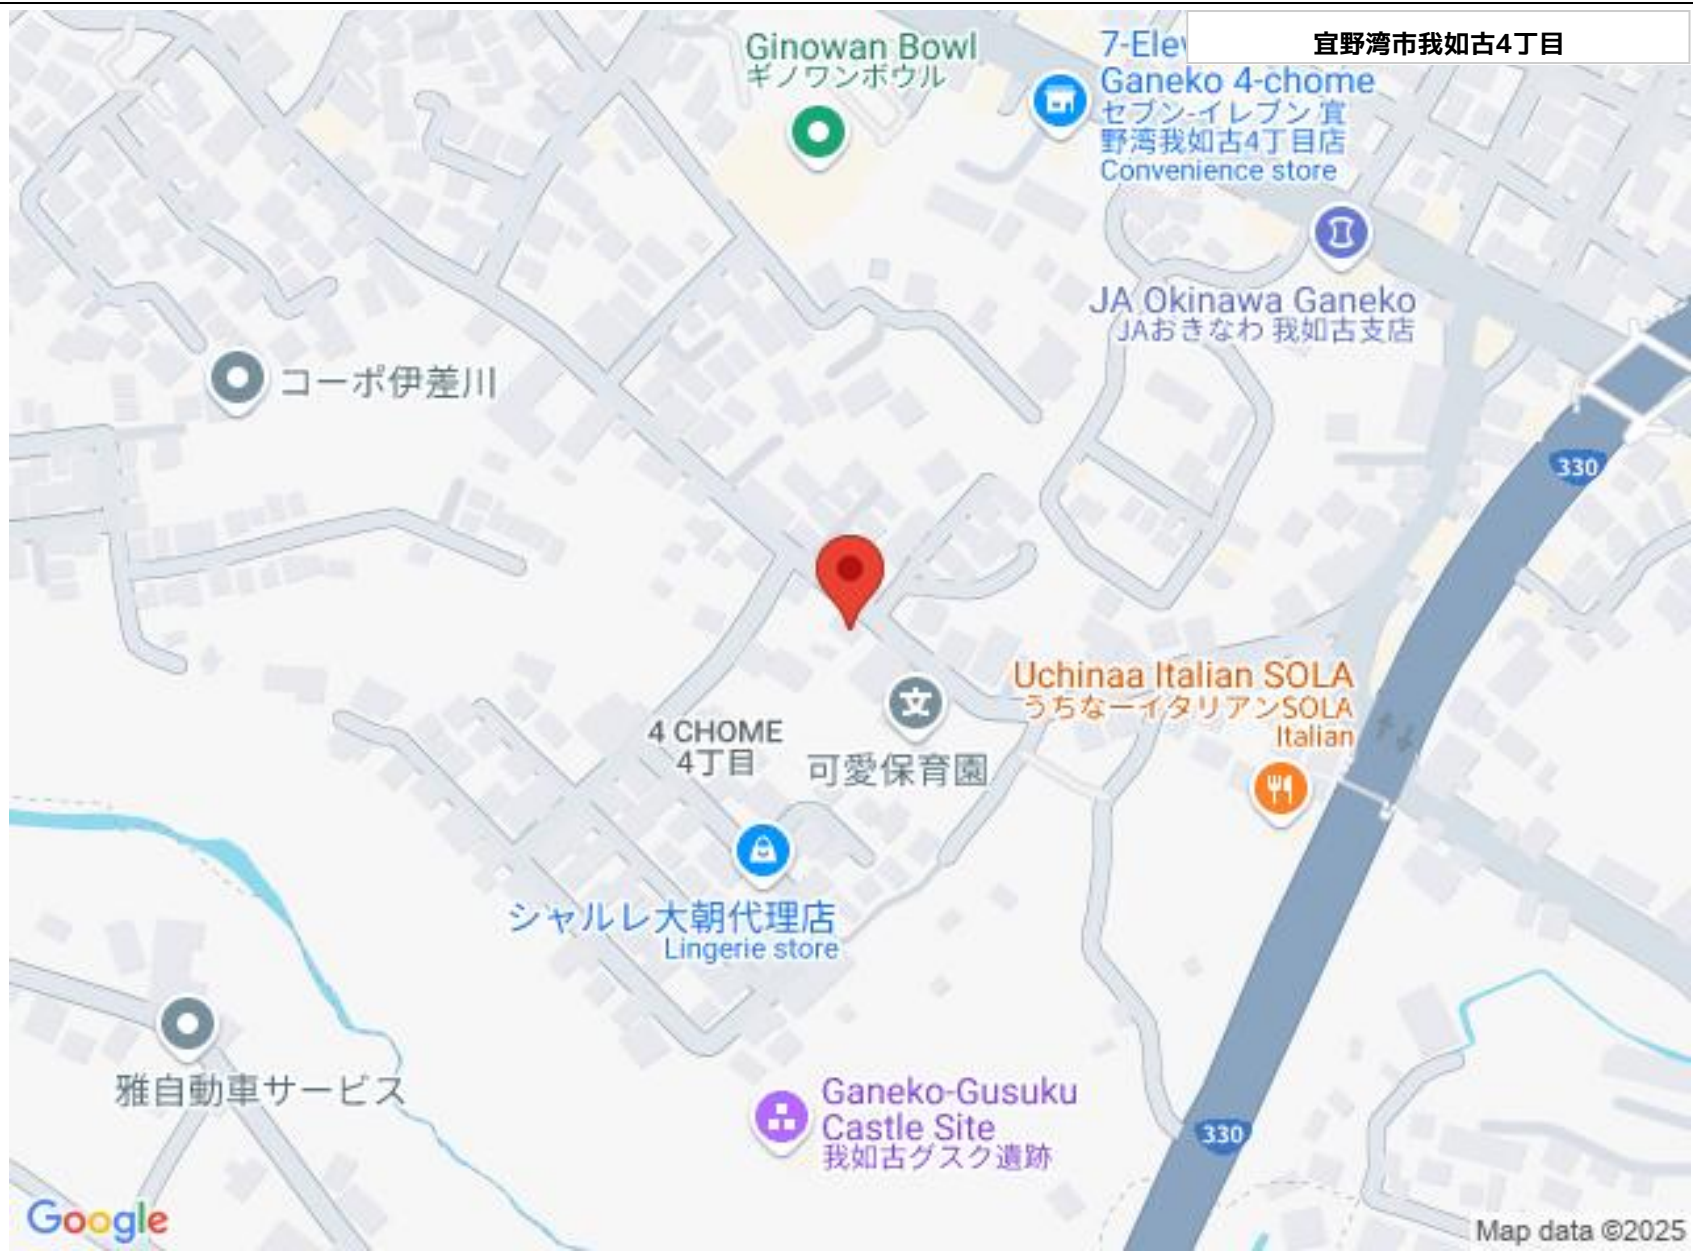 宜野湾市我如古4丁目
Ginowan Bowl
ギノワンボウル
7-Elev
Ganeko 4-chome
セブン-イレブン 宜
野湾我如古4丁目店
Convenience store
JA Okinawa Ganeko
JAおきなわ 我如古支店
コーポ伊差川
330
Uchinaa Italian SOLA
うちなーイタリアンSOLA
Italian
4 CHOME
4丁目
可愛保育園
シャルレ大朝代理店
Lingerie store
雅自動車サービス
Ganeko-Gusuku
Castle Site
我如古グスク遺跡
330
Google
Map data ©2025